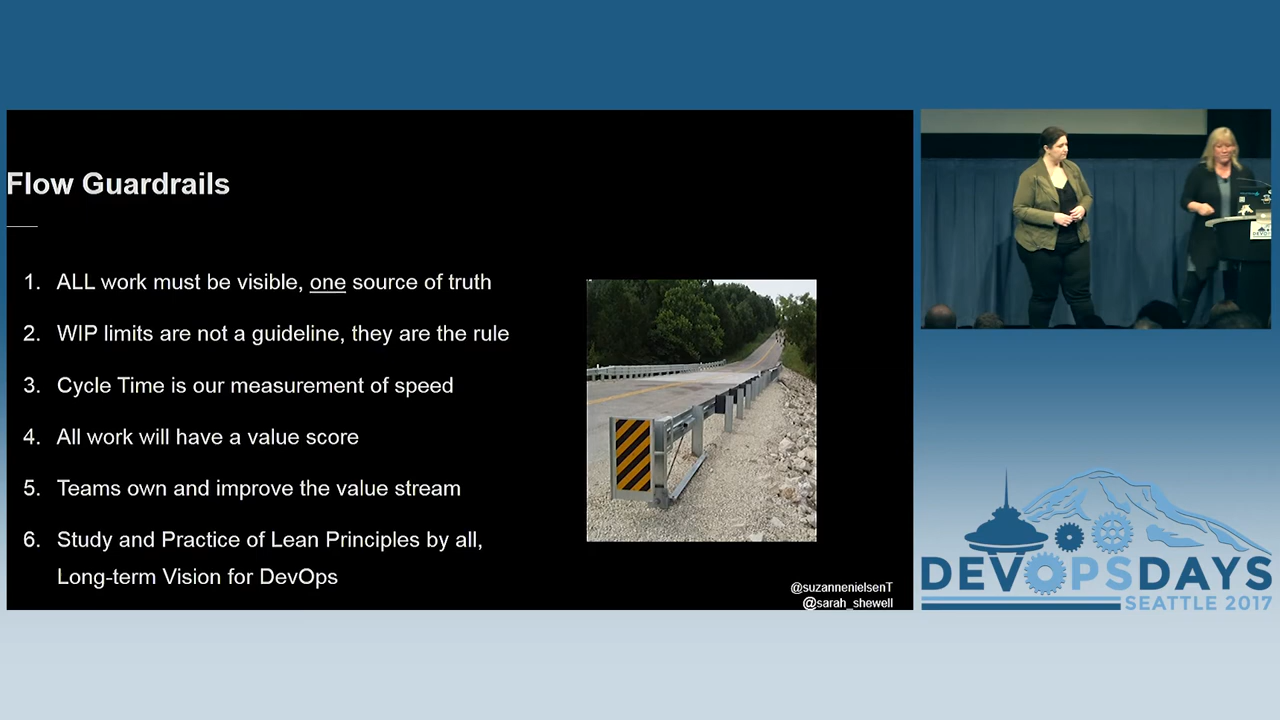 Flow Guardrails
1. ALL work must be visible, one source of truth
2. WIP limits are not a guideline, they are the rule
3. Cycle Time is our measurement of speed
4. All work will have a value score
5. Teams own and improve the value stream
6. Study and Practice of Lean Principles by all,
Long-term Vision for DevOps
@suzannenielsenT
@sarah_shewell
DEVOPSDAYS
SEATTLE 2017